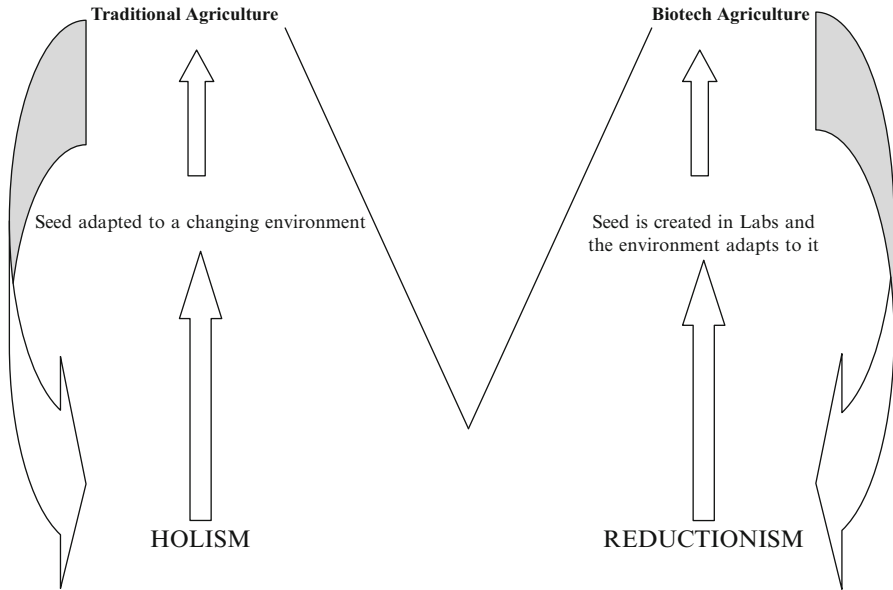 Traditional Agriculture
Biotech Agriculture
Seed adapted to a changing environment
Seed is created in Labs and
the environment adapts to it
HOLISM
REDUCTIONISM